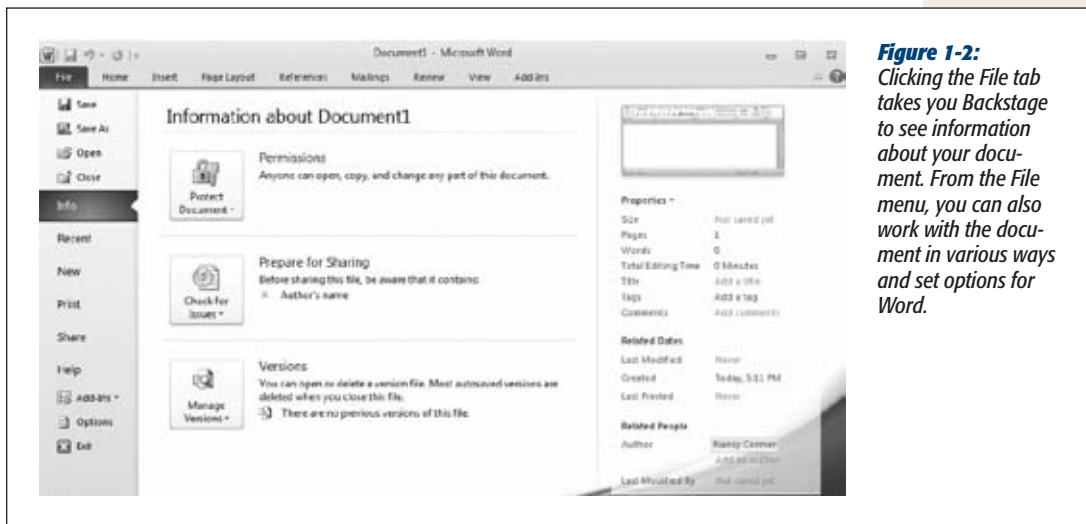 Document1 - Microsoft Word
File Home Insert Page Layout References Mailings Review View Add-Ins
Save
Save As
Open
Close
Info
Recent
New
Print
Share
Help
Add-Ins
Options
Exit
Information about Document1
Protect
Document
Permissions
Anyone can open, copy, and change any part of this document.
Check for
Issues
Prepare for Sharing
Before sharing this file, be aware that it contains:
Author's name
Manage
Versions
Versions
You can open or delete a version file. Most autosaved versions are
deleted when you close this file.
There are no previous versions of this file.
Properties
Size Not saved yet
Pages 1
Words 0
Total Editing Time 0 Minutes
Title Add a title
Tags Add a tag
Comments Add comments
Related Dates
Last Modified Never
Created Today, 5:11 PM
Last Printed Never
Related People
Author Nancy Conner
Add an author
Last Modified By Not saved yet
Figure 1-2:
Clicking the File tab
takes you Backstage
to see information
about your docu-
ment. From the File
menu, you can also
work with the docu-
ment in various ways
and set options for
Word.